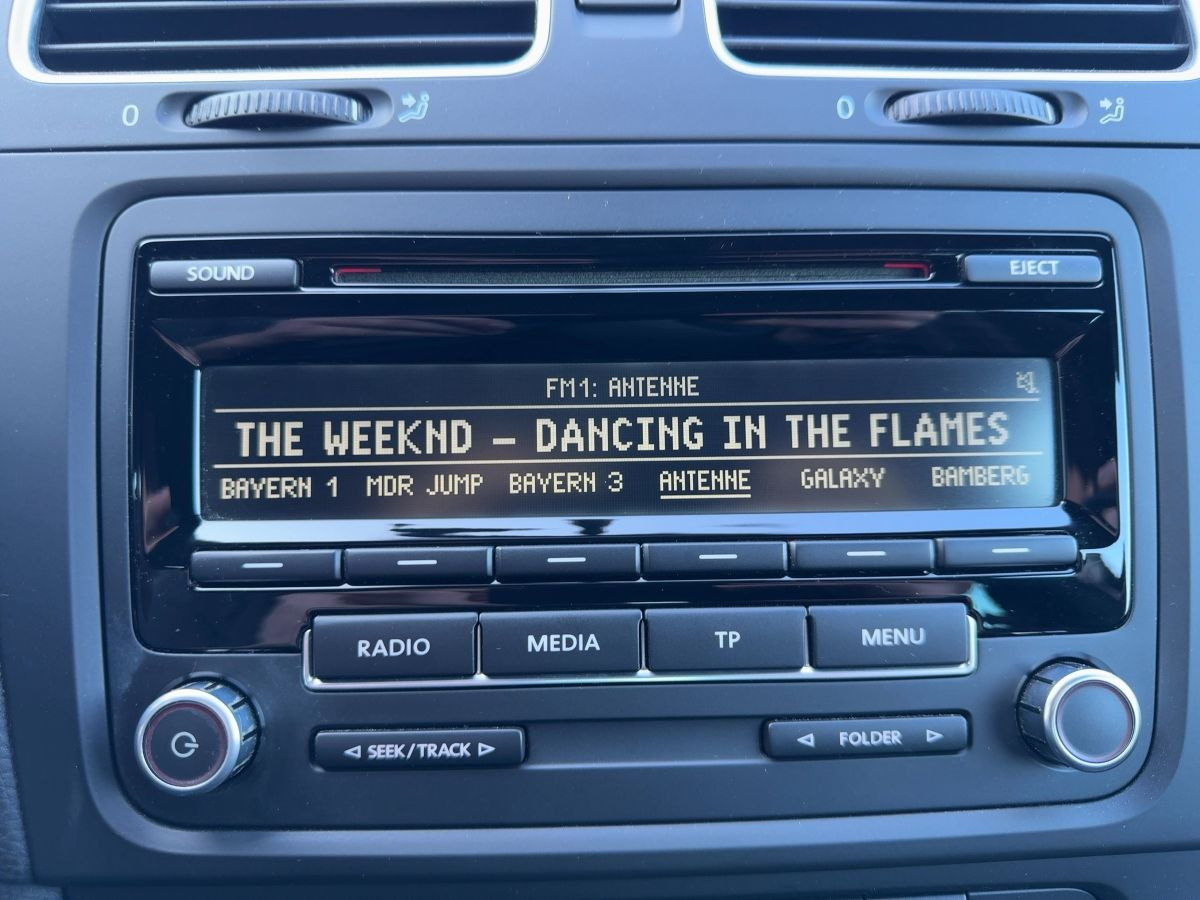 0 0
SOUND EJECT
FM1: ANTENNE
THE WEEKND – DANCING IN THE FLAMES
BAYERN 1 MDR JUMP BAYERN 3 ANTENNE GALAXY BAMBERG
RADIO MEDIA TP MENU
SEEK/TRACK FOLDER